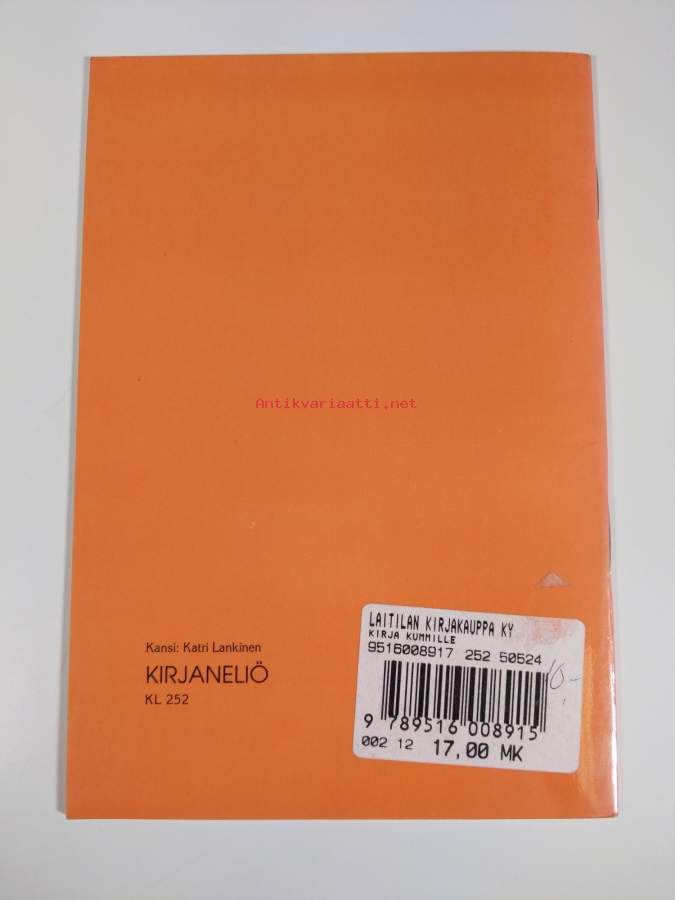 Antikvariaatti.net
Kansi: Katri Lankinen
KIRJANELIÖ
KL 252
LAITILAN KIRJAKAUPPA KY
KIRJA KUMMILLE
9516008917 252 50524
10-
9 789516 008915
002 12 17,00 MK